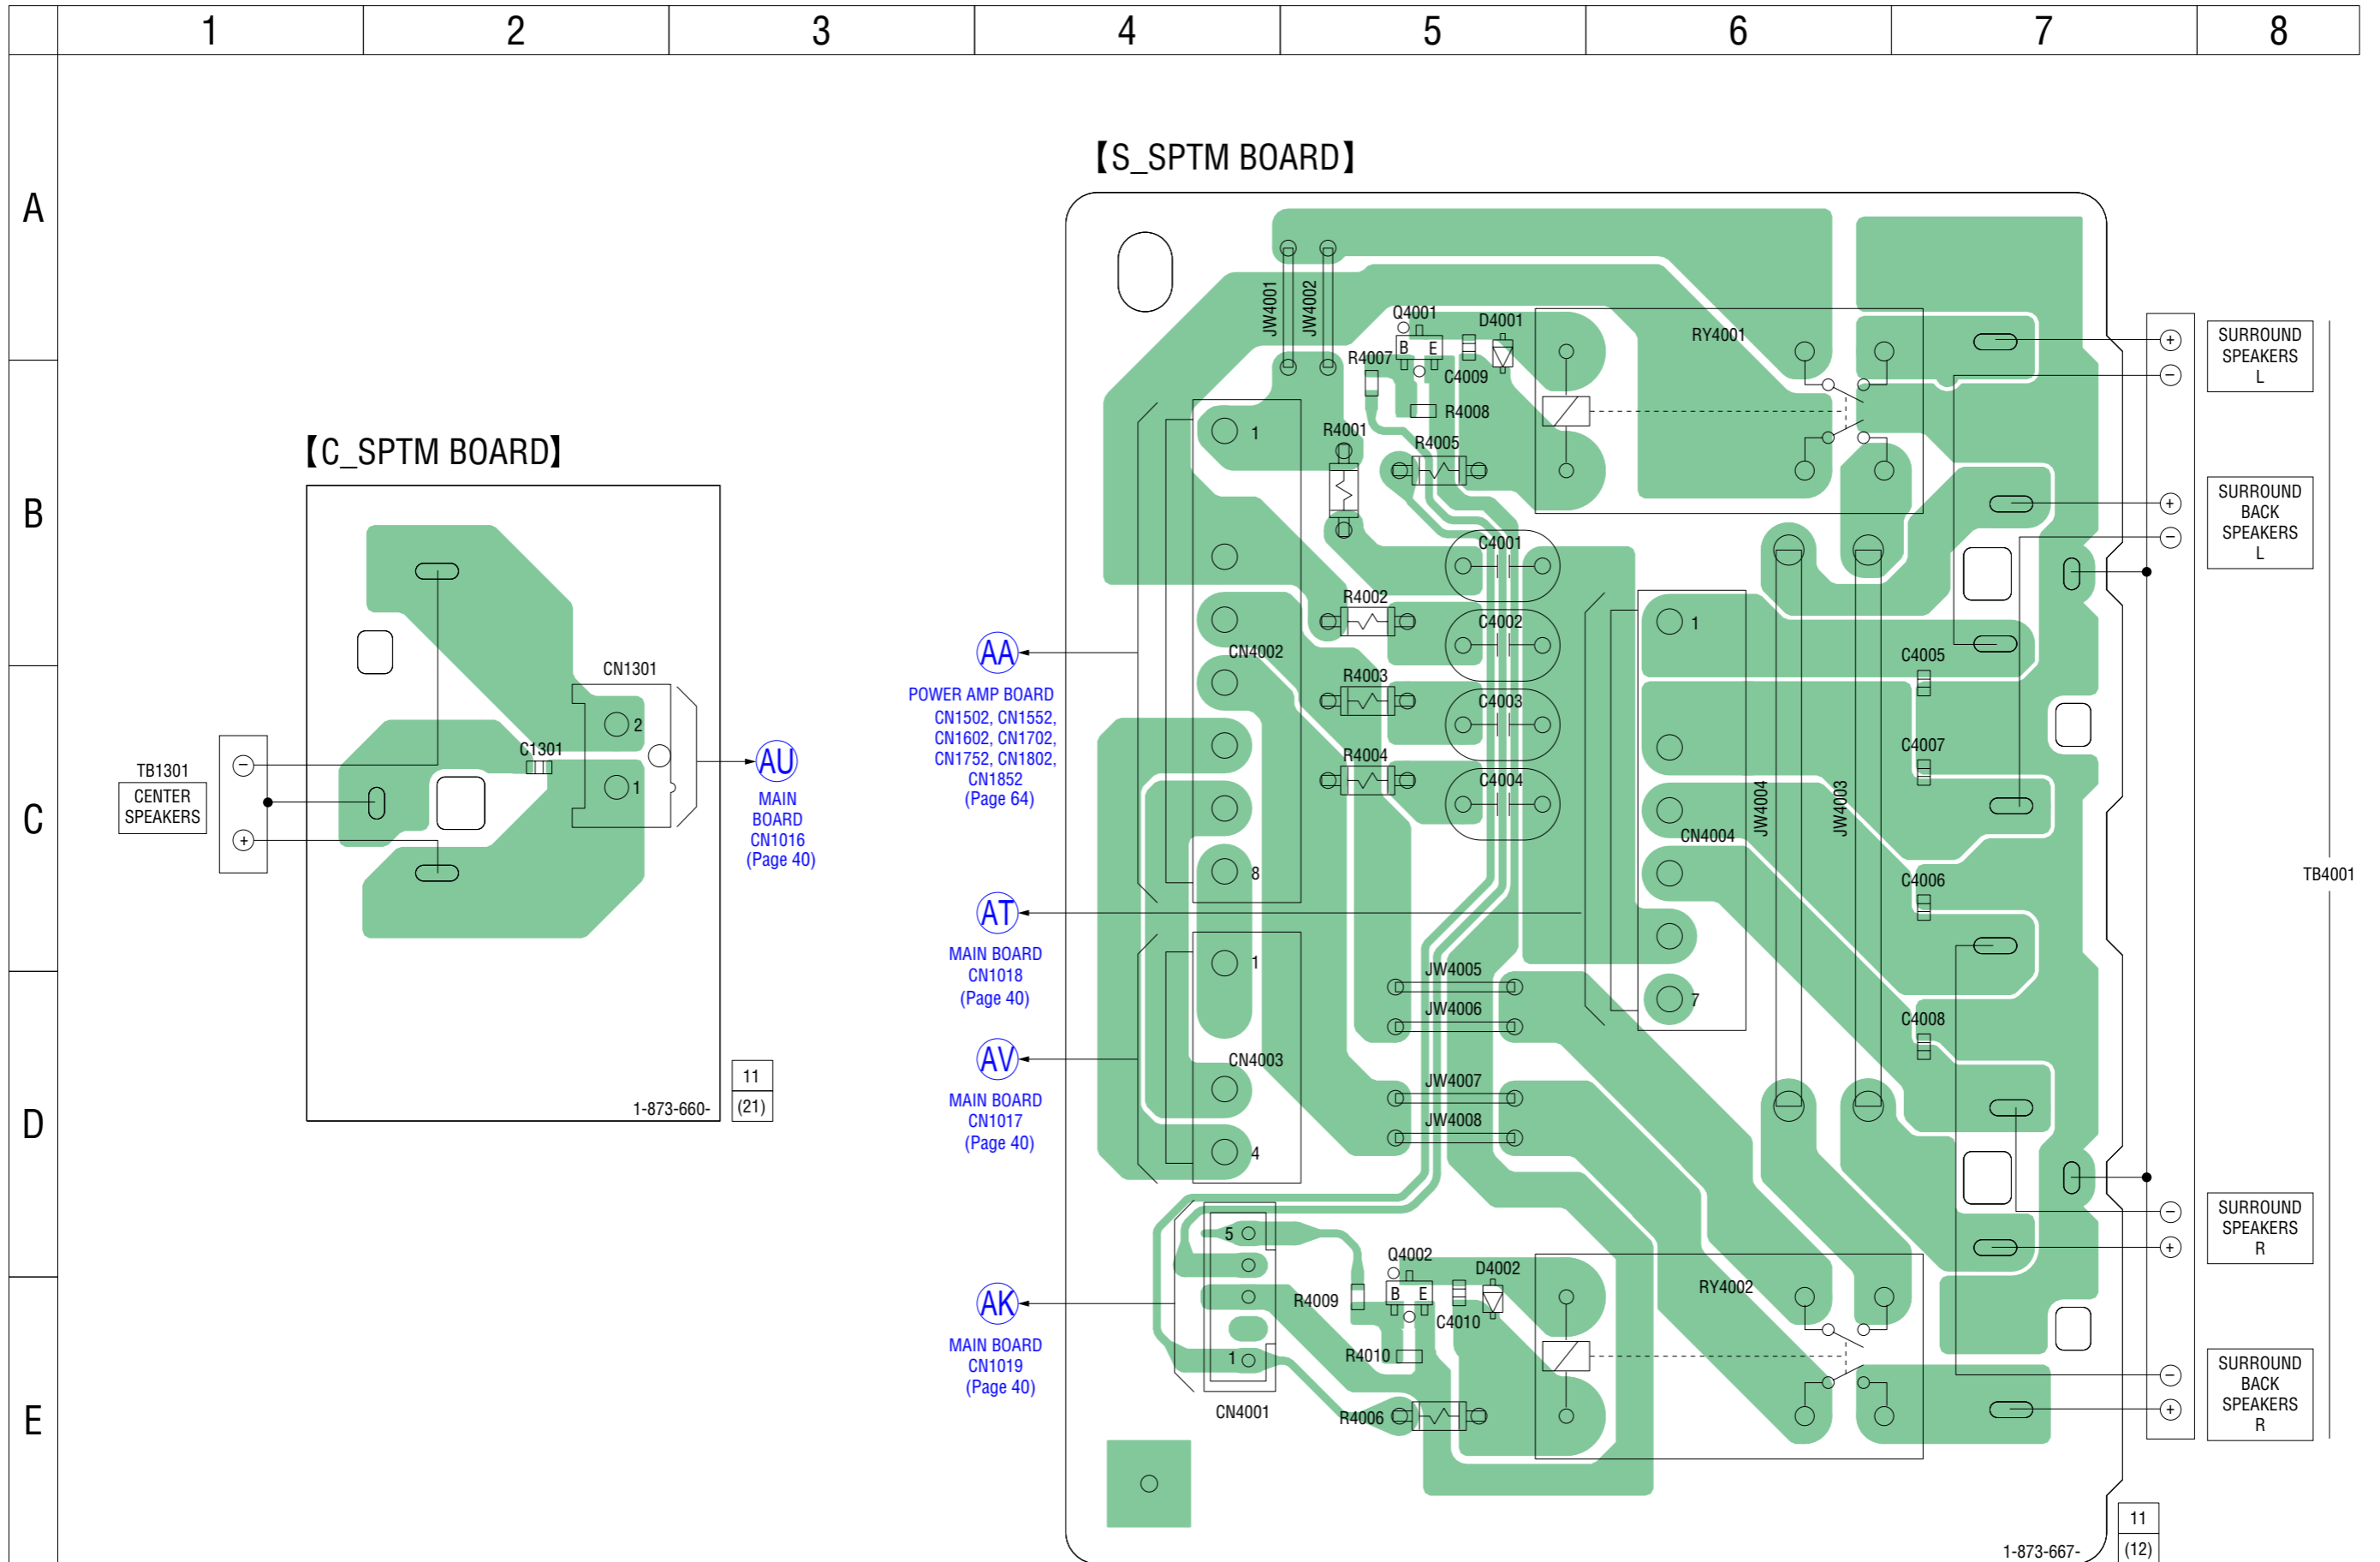 1 2 3 4 5 6 7 8
A
B
C
D
E
【C_SPTM BOARD】
CN1301
2
1
C1301
TB1301
CENTER
SPEAKERS
−
+
AU
MAIN
BOARD
CN1016
(Page 40)
1-873-660-
11
(21)
【S_SPTM BOARD】
JW4001
JW4002
Q4001
B E
D4001
R4007
C4009
R4008
RY4001
R4001
R4005
1
CN4002
8
C4001
R4002
C4002
R4003
C4003
R4004
C4004
AA
POWER AMP BOARD
CN1502, CN1552,
CN1602, CN1702,
CN1752, CN1802,
CN1852
(Page 64)
AT
MAIN BOARD
CN1018
(Page 40)
AV
MAIN BOARD
CN1017
(Page 40)
AK
MAIN BOARD
CN1019
(Page 40)
1
CN4003
4
JW4005
JW4006
JW4007
JW4008
1
CN4004
7
JW4004
JW4003
C4005
C4007
C4006
C4008
5
1
CN4001
R4009
Q4002
B E
D4002
C4010
R4010
R4006
RY4002
+
SURROUND
SPEAKERS
L
−
+
SURROUND
BACK
SPEAKERS
L
−
TB4001
−
SURROUND
SPEAKERS
R
+
−
SURROUND
BACK
SPEAKERS
R
+
1-873-667-
11
(12)